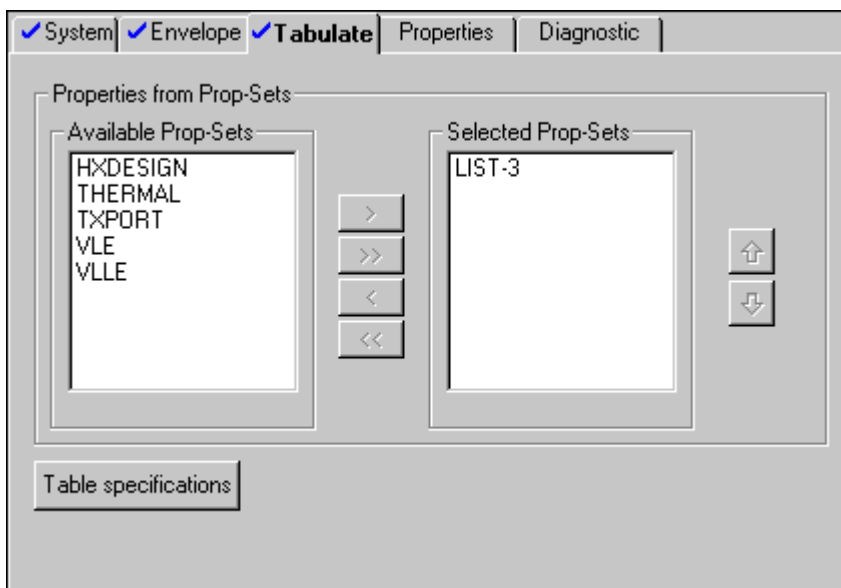 System Envelope Tabulate Properties Diagnostic
Properties from Prop-Sets
Available Prop-Sets
HXDESIGN
THERMAL
TXPORT
VLE
VLLE
>
>>
<
<<
Selected Prop-Sets
LIST-3
Table specifications